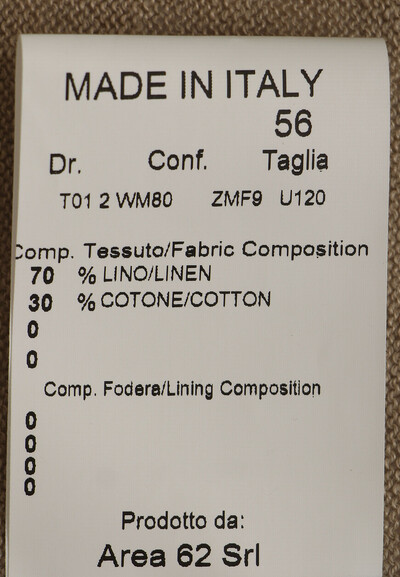 MADE IN ITALY
56
Dr. Conf. Taglia
T01 2 WM80 ZMF9 U120
Comp. Tessuto/Fabric Composition
70 % LINO/LINEN
30 % COTONE/COTTON
0
0
Comp. Fodera/Lining Composition
0
0
0
0
Prodotto da:
Area 62 Srl